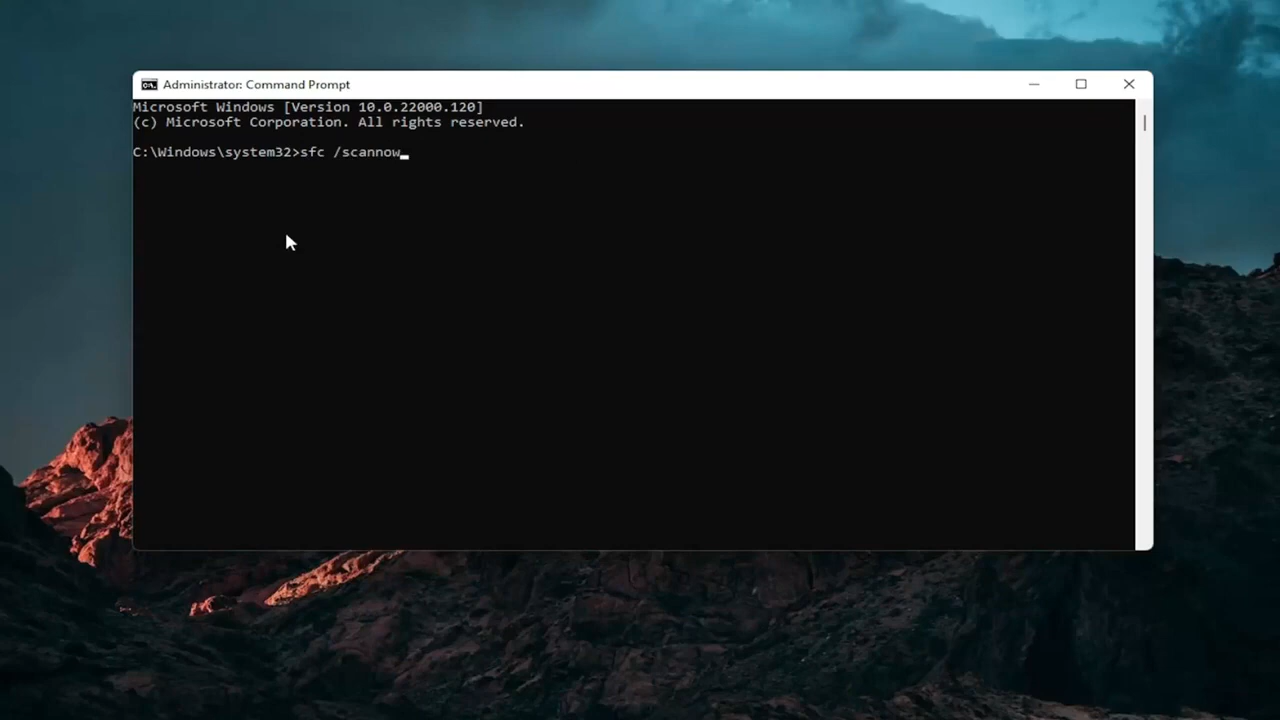 Administrator: Command Prompt
Microsoft Windows [Version 10.0.22000.120]
(c) Microsoft Corporation. All rights reserved.
C:\Windows\system32>sfc /scannow